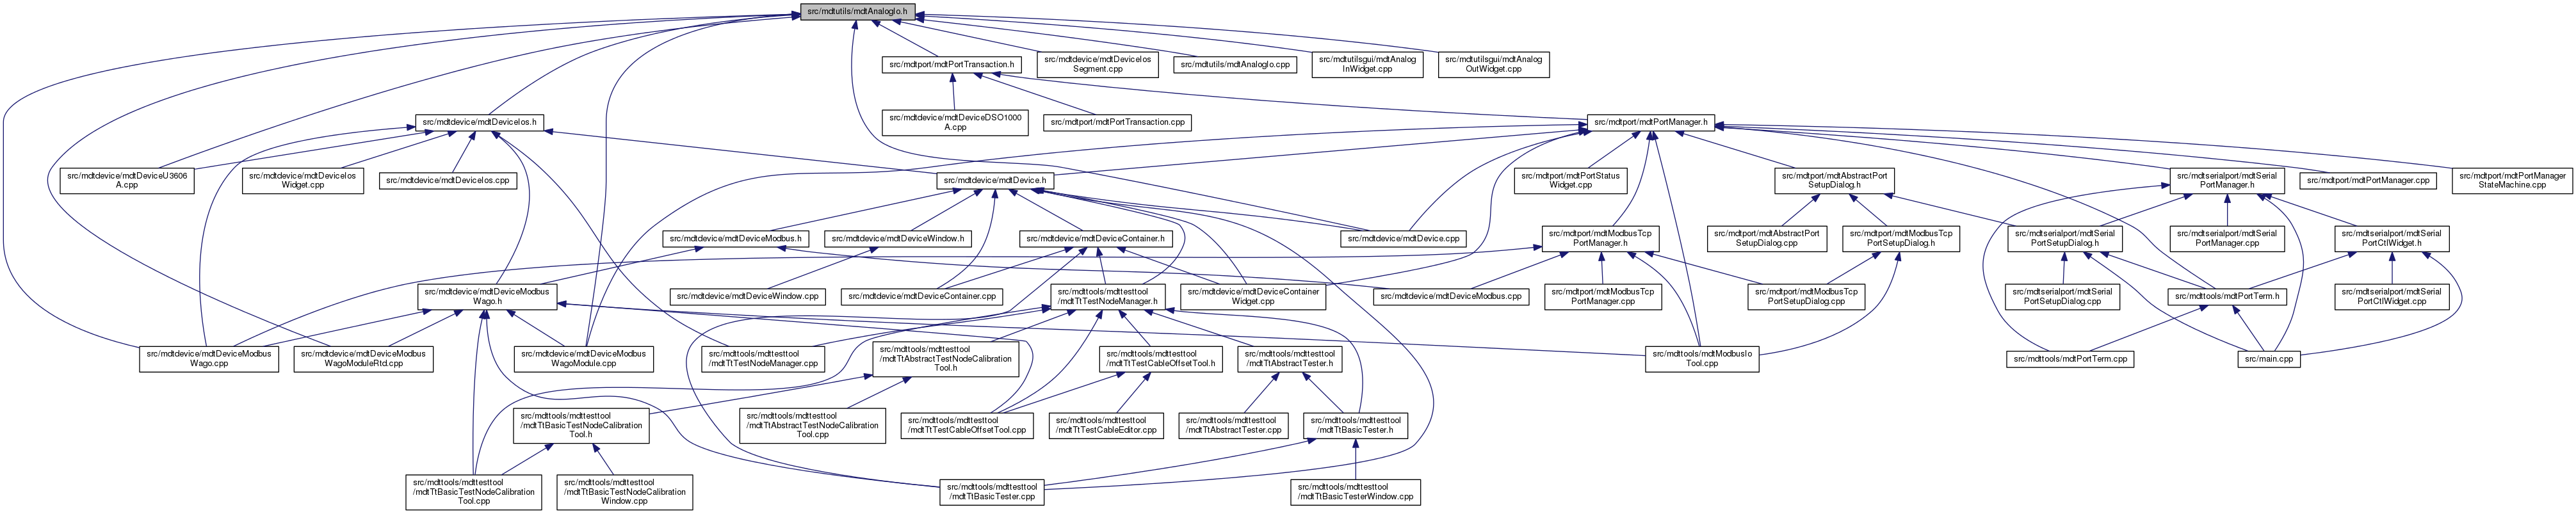 src/mdtutils/mdtAnalogIo.h
src/mdtport/mdtPortTransaction.h
src/mdtdevice/mdtDeviceIos
Segment.cpp
src/mdtutils/mdtAnalogIo.cpp
src/mdtutilsgui/mdtAnalog
InWidget.cpp
src/mdtutilsgui/mdtAnalog
OutWidget.cpp
src/mdtdevice/mdtDeviceIos.h
src/mdtdevice/mdtDeviceDSO1000
A.cpp
src/mdtport/mdtPortTransaction.cpp
src/mdtport/mdtPortManager.h
src/mdtdevice/mdtDeviceU3606
A.cpp
src/mdtdevice/mdtDeviceIos
Widget.cpp
src/mdtdevice/mdtDeviceIos.cpp
src/mdtdevice/mdtDevice.h
src/mdtport/mdtPortStatus
Widget.cpp
src/mdtport/mdtAbstractPort
SetupDialog.h
src/mdtserialport/mdtSerial
PortManager.h
src/mdtport/mdtPortManager.cpp
src/mdtport/mdtPortManager
StateMachine.cpp
src/mdtdevice/mdtDeviceModbus.h
src/mdtdevice/mdtDeviceWindow.h
src/mdtdevice/mdtDeviceContainer.h
src/mdtdevice/mdtDevice.cpp
src/mdtport/mdtModbusTcp
PortManager.h
src/mdtport/mdtAbstractPort
SetupDialog.cpp
src/mdtport/mdtModbusTcp
PortSetupDialog.h
src/mdtserialport/mdtSerial
PortSetupDialog.h
src/mdtserialport/mdtSerial
PortManager.cpp
src/mdtserialport/mdtSerial
PortCtlWidget.h
src/mdtdevice/mdtDeviceModbus
Wago.h
src/mdtdevice/mdtDeviceWindow.cpp
src/mdtdevice/mdtDeviceContainer.cpp
src/mdttools/mdttesttool
/mdtTtTestNodeManager.h
src/mdtdevice/mdtDeviceContainer
Widget.cpp
src/mdtdevice/mdtDeviceModbus.cpp
src/mdtport/mdtModbusTcp
PortManager.cpp
src/mdtport/mdtModbusTcp
PortSetupDialog.cpp
src/mdtserialport/mdtSerial
PortSetupDialog.cpp
src/mdttools/mdtPortTerm.h
src/mdtserialport/mdtSerial
PortCtlWidget.cpp
src/mdtdevice/mdtDeviceModbus
Wago.cpp
src/mdtdevice/mdtDeviceModbus
WagoModuleRtd.cpp
src/mdtdevice/mdtDeviceModbus
WagoModule.cpp
src/mdttools/mdttesttool
/mdtTtTestNodeManager.cpp
src/mdttools/mdttesttool
/mdtTtAbstractTestNodeCalibration
Tool.h
src/mdttools/mdttesttool
/mdtTtTestCableOffsetTool.h
src/mdttools/mdttesttool
/mdtTtAbstractTester.h
src/mdttools/mdtModbusIo
Tool.cpp
src/mdttools/mdtPortTerm.cpp
src/main.cpp
src/mdttools/mdttesttool
/mdtTtBasicTestNodeCalibration
Tool.h
src/mdttools/mdttesttool
/mdtTtAbstractTestNodeCalibration
Tool.cpp
src/mdttools/mdttesttool
/mdtTtTestCableOffsetTool.cpp
src/mdttools/mdttesttool
/mdtTtTestCableEditor.cpp
src/mdttools/mdttesttool
/mdtTtAbstractTester.cpp
src/mdttools/mdttesttool
/mdtTtBasicTester.h
src/mdttools/mdttesttool
/mdtTtBasicTestNodeCalibration
Tool.cpp
src/mdttools/mdttesttool
/mdtTtBasicTestNodeCalibration
Window.cpp
src/mdttools/mdttesttool
/mdtTtBasicTester.cpp
src/mdttools/mdttesttool
/mdtTtBasicTesterWindow.cpp